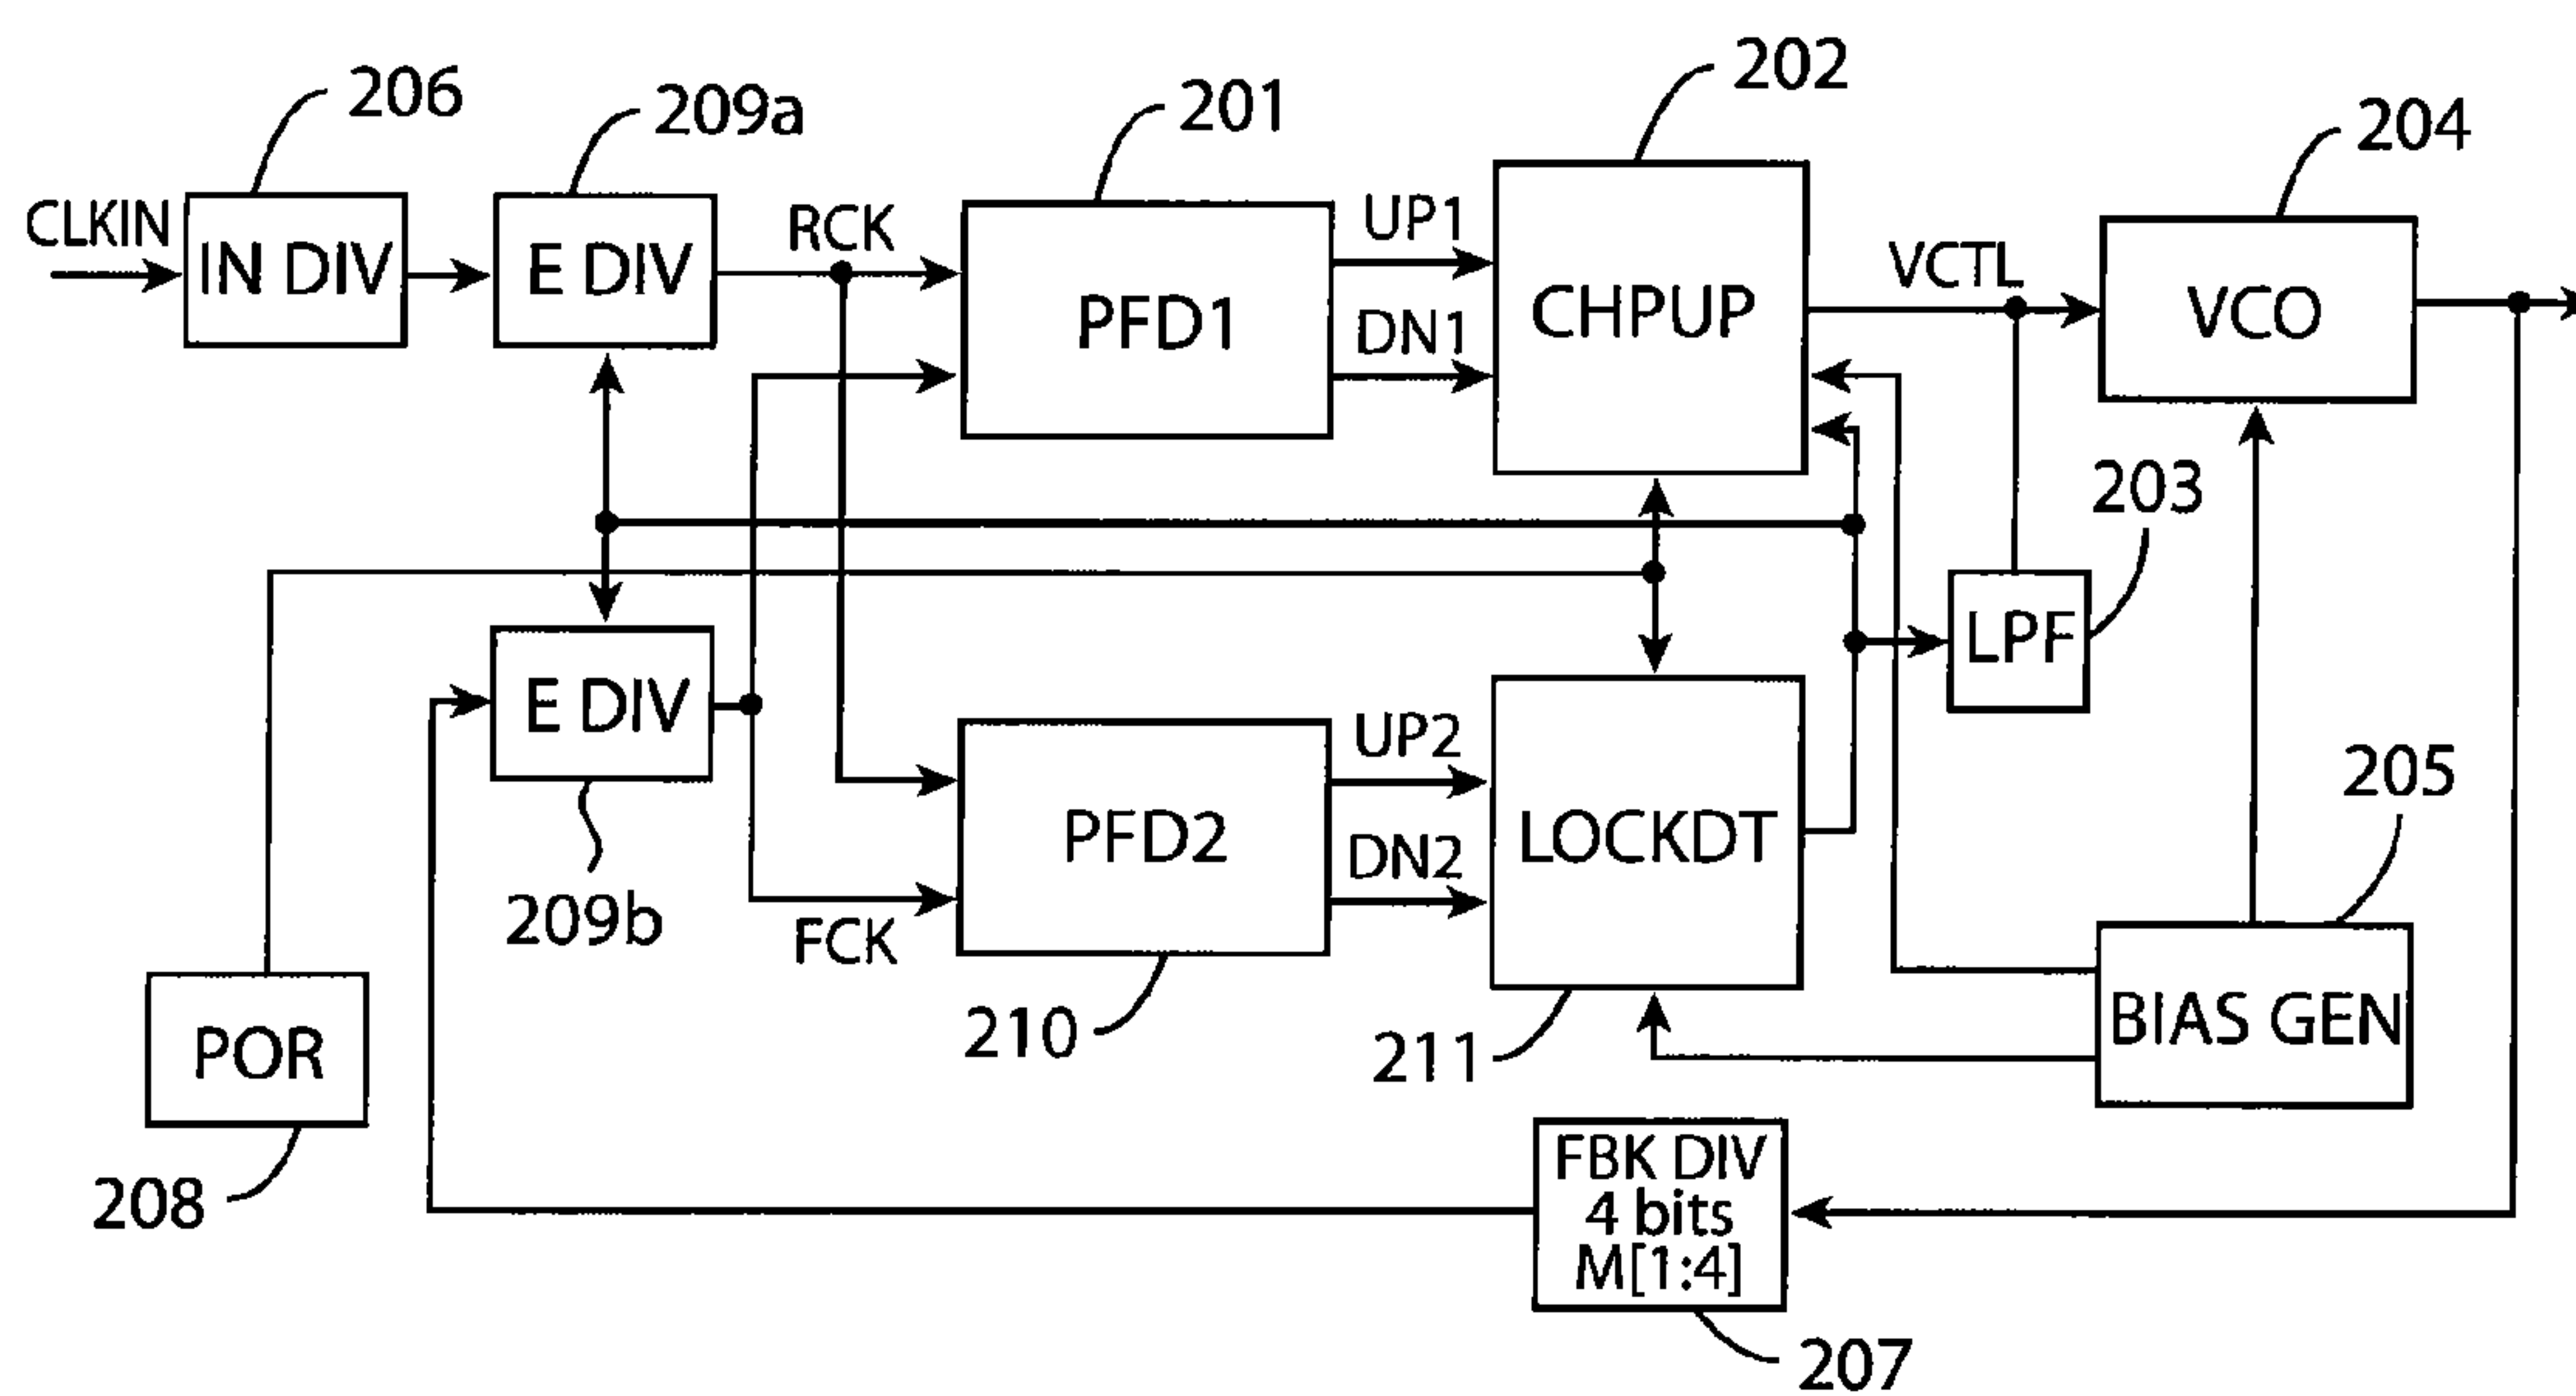 206
209a
201
202
204
CLKIN
IN DIV
E DIV
RCK
PFD1
UP1
DN1
CHPUP
VCTL
VCO
203
LPF
E DIV
209b
FCK
PFD2
210
UP2
DN2
LOCKDT
211
205
BIAS GEN
POR
208
FBK DIV
4 bits
M[1:4]
207